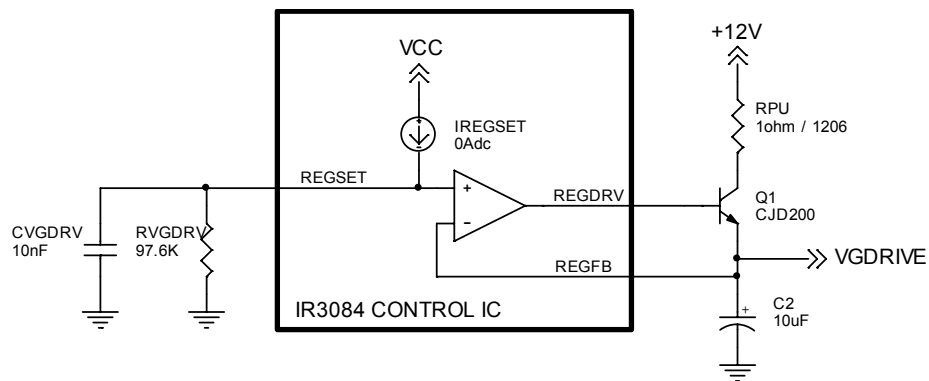 +12V
VCC
RPU
1ohm / 1206
IREGSET
0Adc
REGSET
+
-
REGDRV
Q1
CJD200
CVGDRV
10nF
RVGDRV
97.6K
REGFB
VGDRIVE
IR3084 CONTROL IC
+
C2
10uF